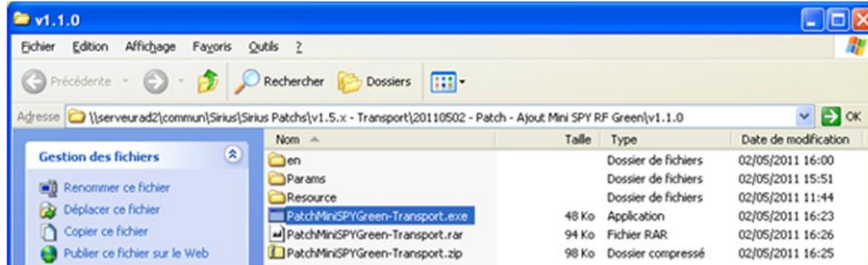 v1.1.0
Fichier Edition Affichage Favoris Outils ?
Précédente Rechercher Dossiers
Adresse \\serveurad2\commun\Sirius\Sirius Patchs\v1.5.x - Transport\20110502 - Patch - Ajout Mini SPY RF Green\v1.1.0 OK
Nom Taille Type Date de modification
Gestion des fichiers
Renommer ce fichier
Déplacer ce fichier
Copier ce fichier
Publier ce fichier sur le Web
en Dossier de fichiers 02/05/2011 16:00
Params Dossier de fichiers 02/05/2011 15:51
Resource Dossier de fichiers 02/05/2011 11:44
PatchMiniSPYGreen-Transport.exe 48 Ko Application 02/05/2011 16:23
PatchMiniSPYGreen-Transport.rar 94 Ko Fichier RAR 02/05/2011 16:26
PatchMiniSPYGreen-Transport.zip 98 Ko Dossier compressé 02/05/2011 16:25